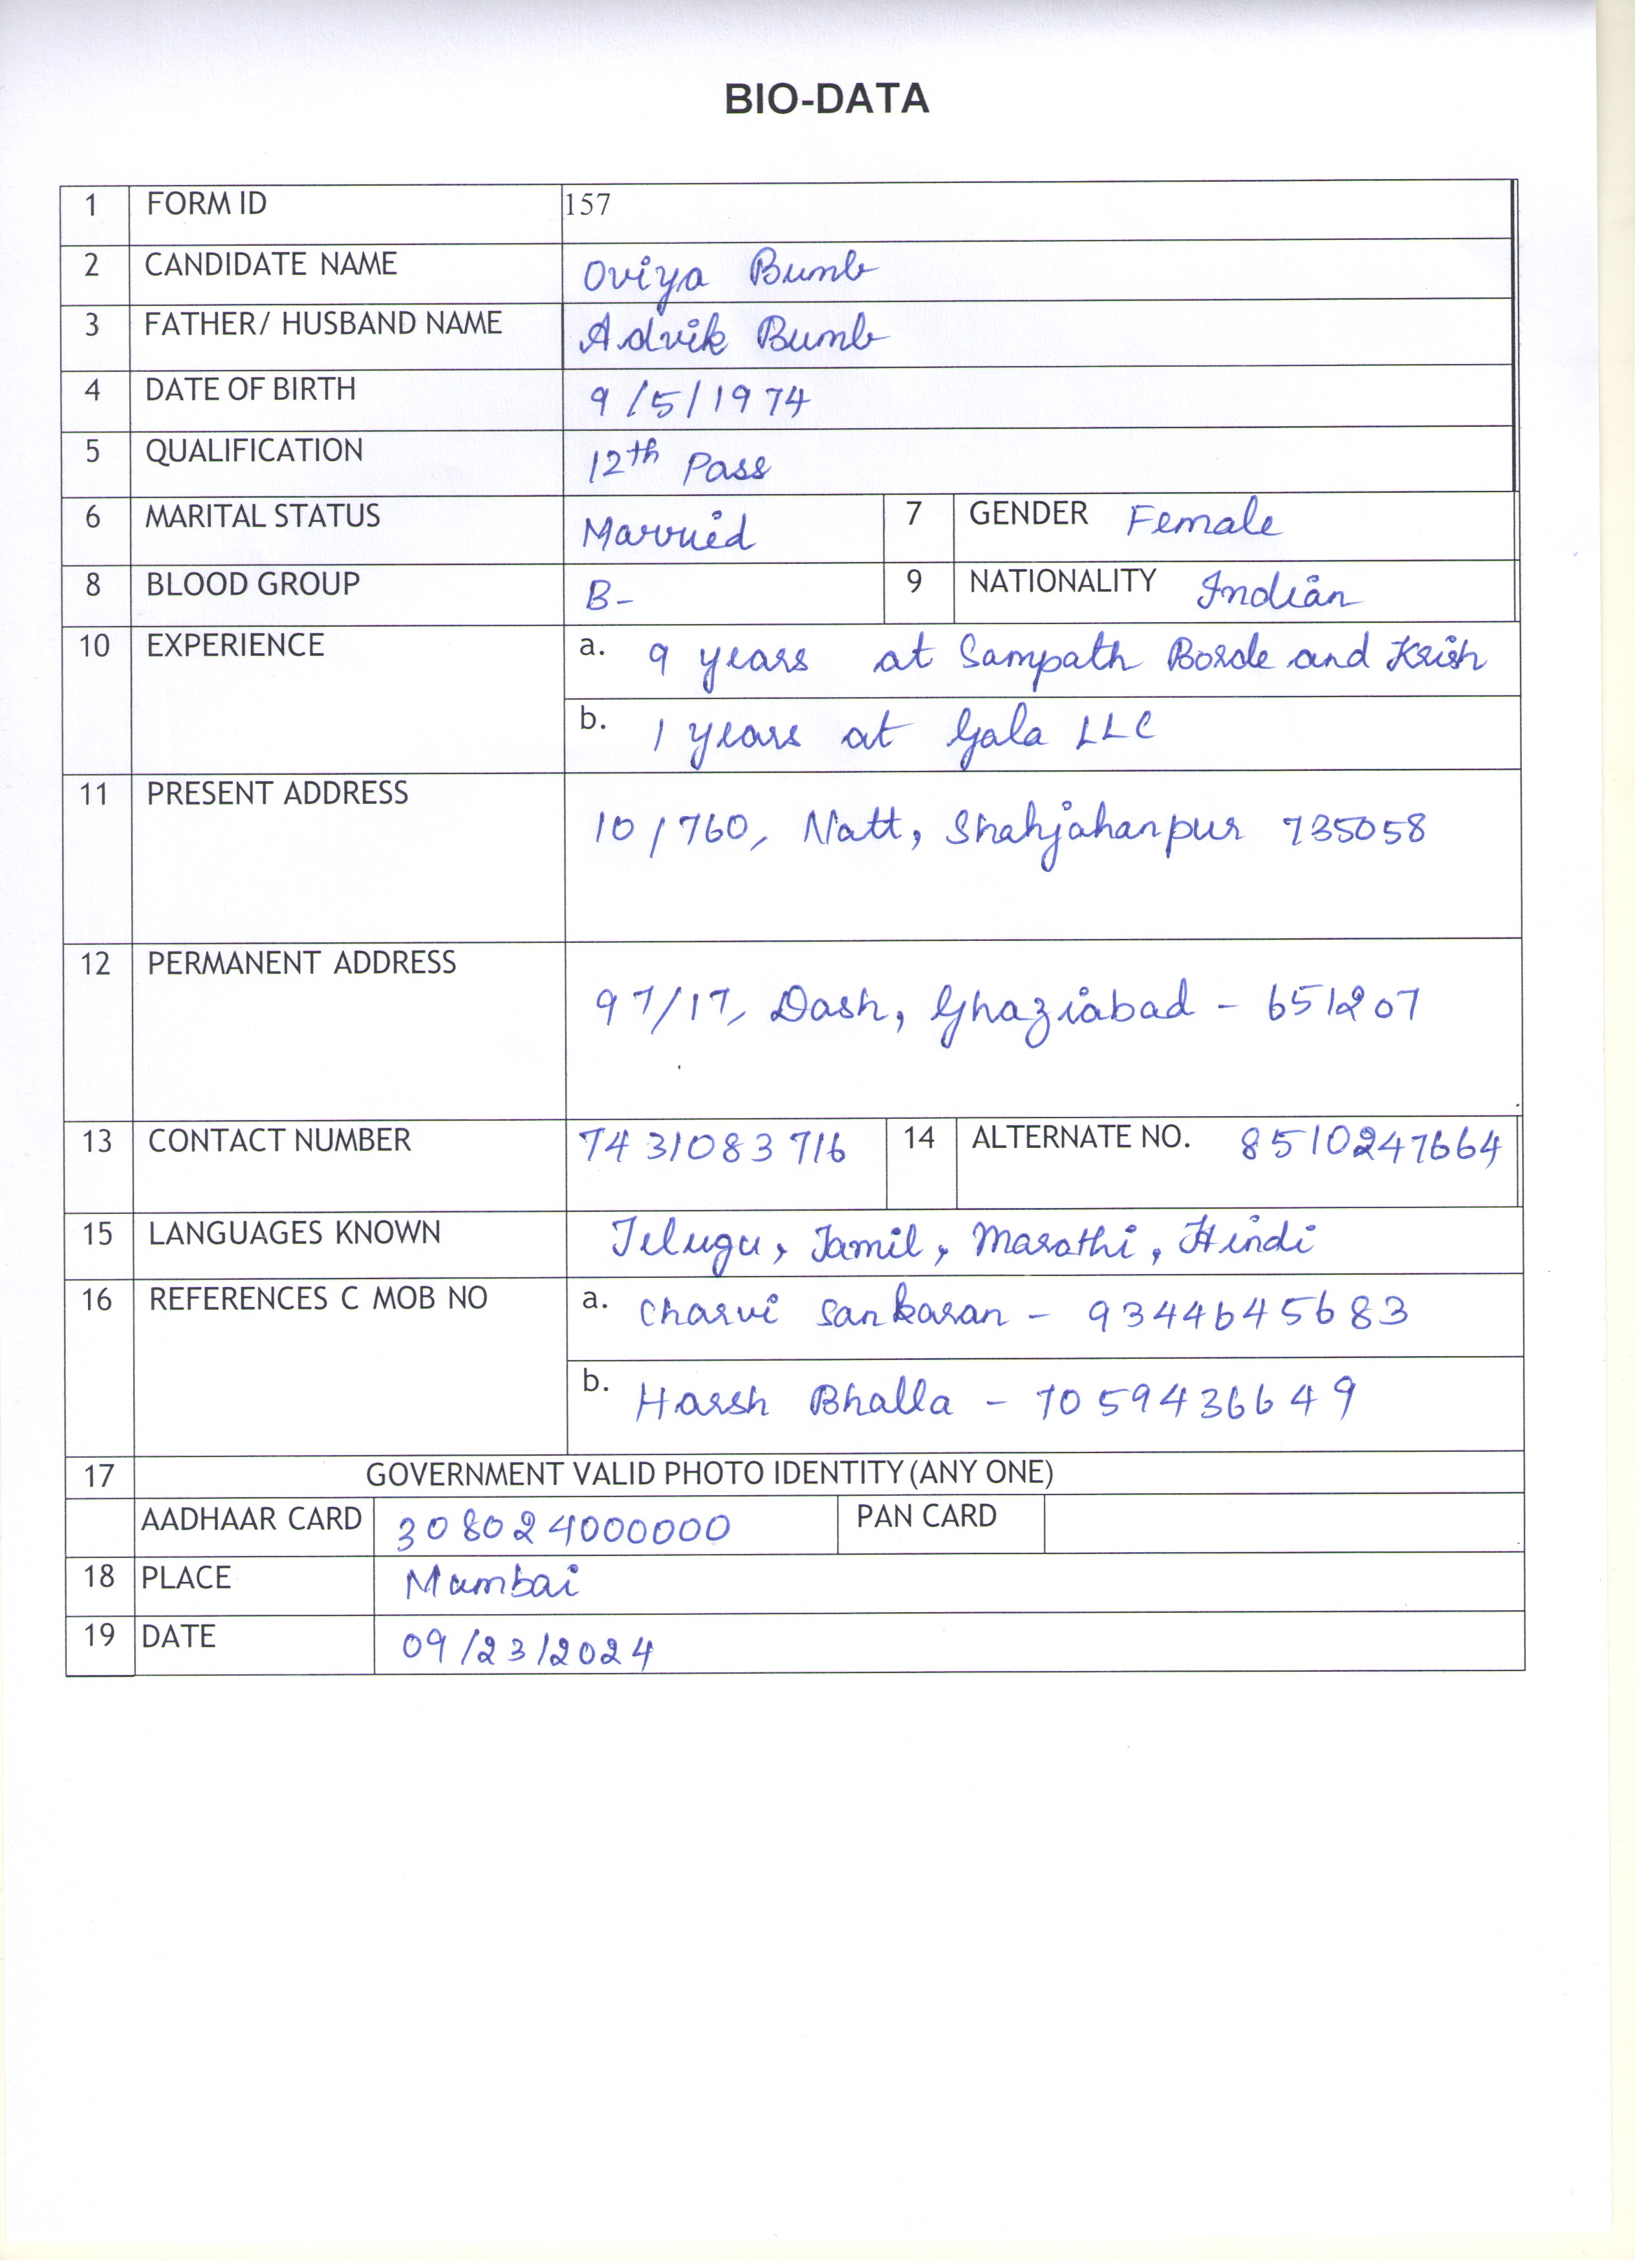 BIO-DATA
1 FORM ID 157
2 CANDIDATE NAME Oviya Bumb
3 FATHER/ HUSBAND NAME Advik Bumb
4 DATE OF BIRTH 9/5/1974
5 QUALIFICATION 12th Pass
6 MARITAL STATUS Married 7 GENDER Female
8 BLOOD GROUP B- 9 NATIONALITY Indian
10 EXPERIENCE a. 9 years at Sampath Borde and Krish
b. 1 years at Gala LLC
11 PRESENT ADDRESS
10/760, Natt, Shahjahanpur 735058
12 PERMANENT ADDRESS
97/17, Dash, Ghaziabad - 651207
13 CONTACT NUMBER 7431083716 14 ALTERNATE NO. 8510247664
15 LANGUAGES KNOWN Telugu, Tamil, Marathi, Hindi
16 REFERENCES C MOB NO a. Charvi Sankaran - 9344645683
b. Harsh Bhalla - 7059436649
17 GOVERNMENT VALID PHOTO IDENTITY (ANY ONE)
AADHAAR CARD 308024000000 PAN CARD
18 PLACE Mumbai
19 DATE 09/23/2024